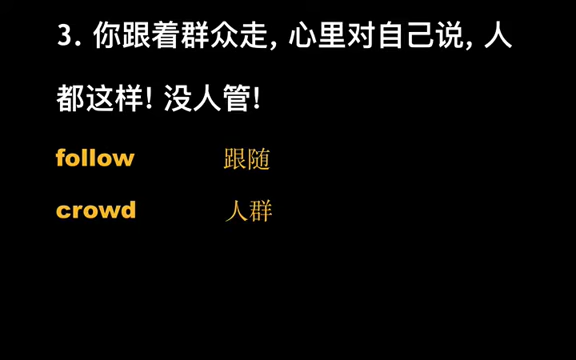 3. 你跟着群众走, 心里对自己说, 人
都这样! 没人管!
follow 跟随
crowd 人群